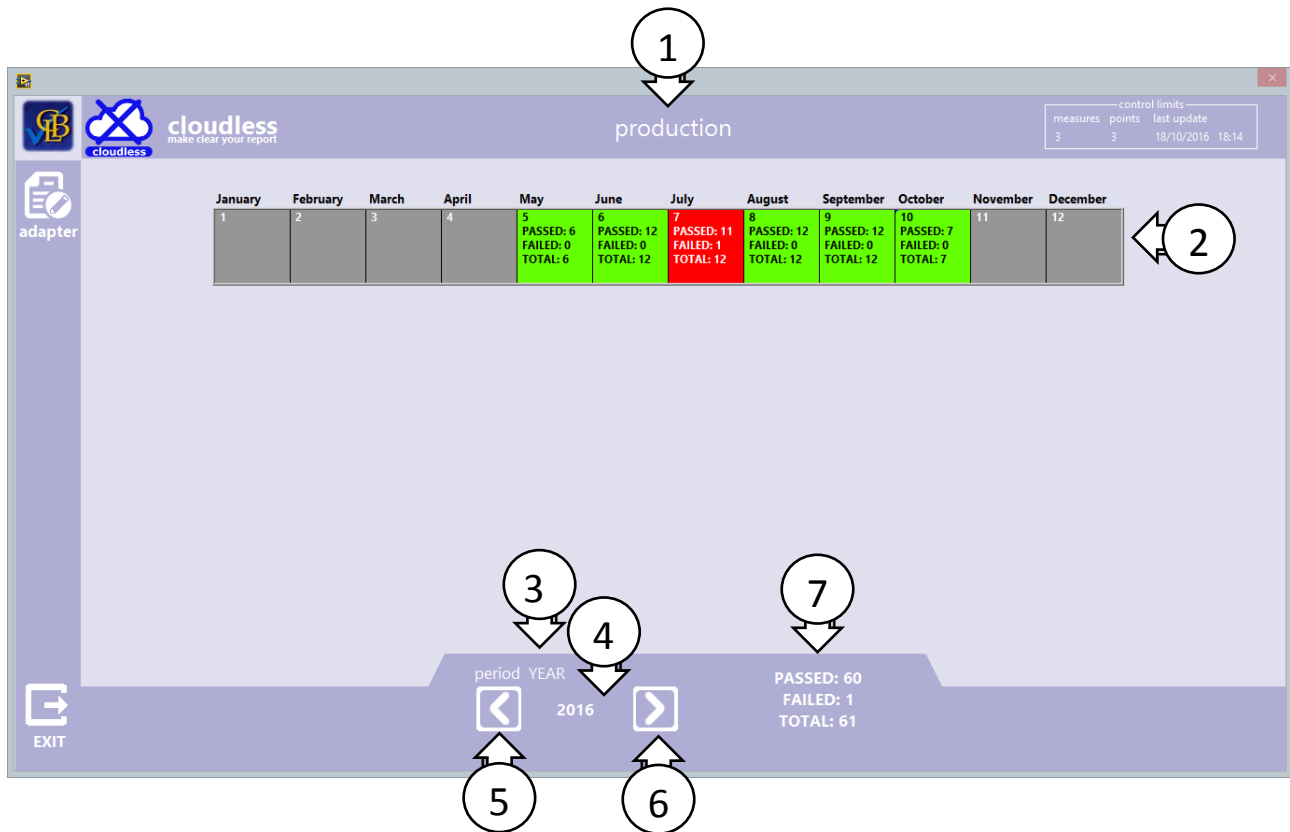 1
×
GLB
cloudless
cloudless
make clear your report
production
control limits
measures points last update
3 3 18/10/2016 18:14
adapter
January February March April May June July August September October November December
1 2 3 4 5 6 7 8 9 10 11 12
PASSED: 6 PASSED: 12 PASSED: 11 PASSED: 12 PASSED: 12 PASSED: 7
FAILED: 0 FAILED: 0 FAILED: 1 FAILED: 0 FAILED: 0 FAILED: 0
TOTAL: 6 TOTAL: 12 TOTAL: 12 TOTAL: 12 TOTAL: 12 TOTAL: 7
2
3
7
4
period YEAR
2016
PASSED: 60
FAILED: 1
TOTAL: 61
EXIT
5
6